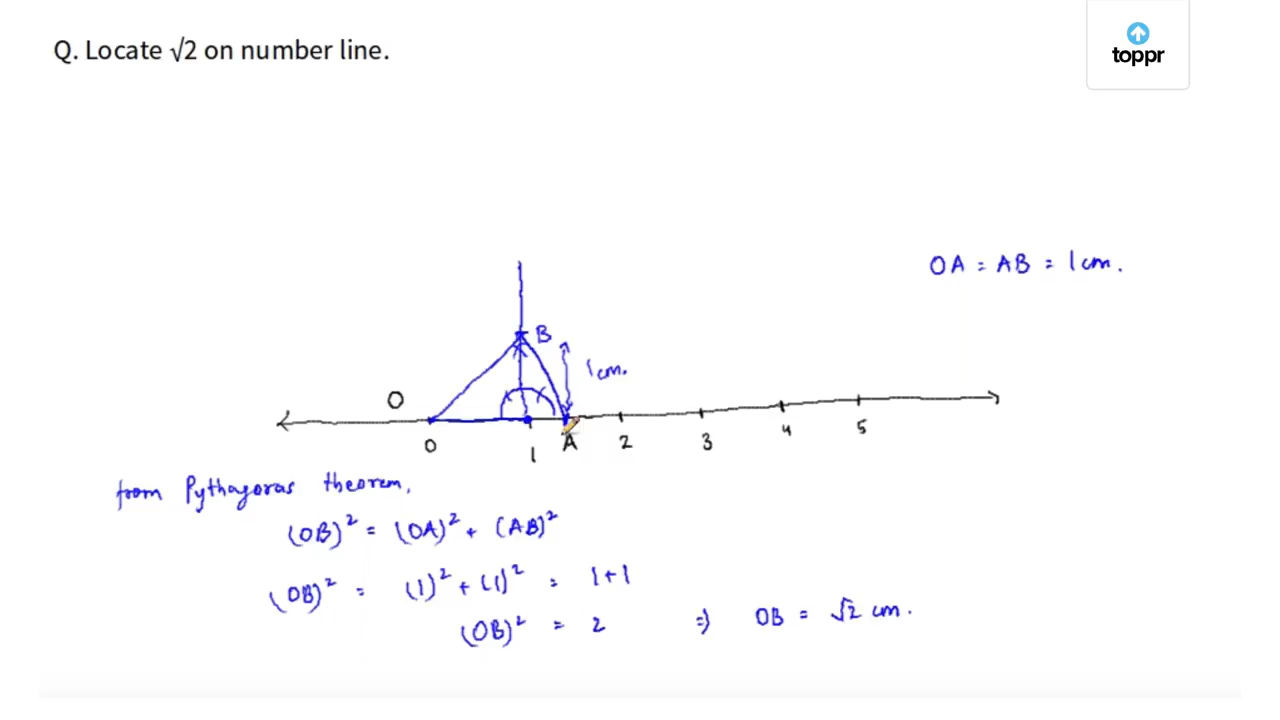 Q. Locate √2 on number line.
toppr
OA = AB = 1cm.
B
1cm.
O
0
1
A
2
3
4
5
from Pythagoras theorem,
(OB)² = (OA)² + (AB)²
(OB)² = (1)² + (1)² = 1+1
(OB)² = 2 ⇒ OB = √2 cm.